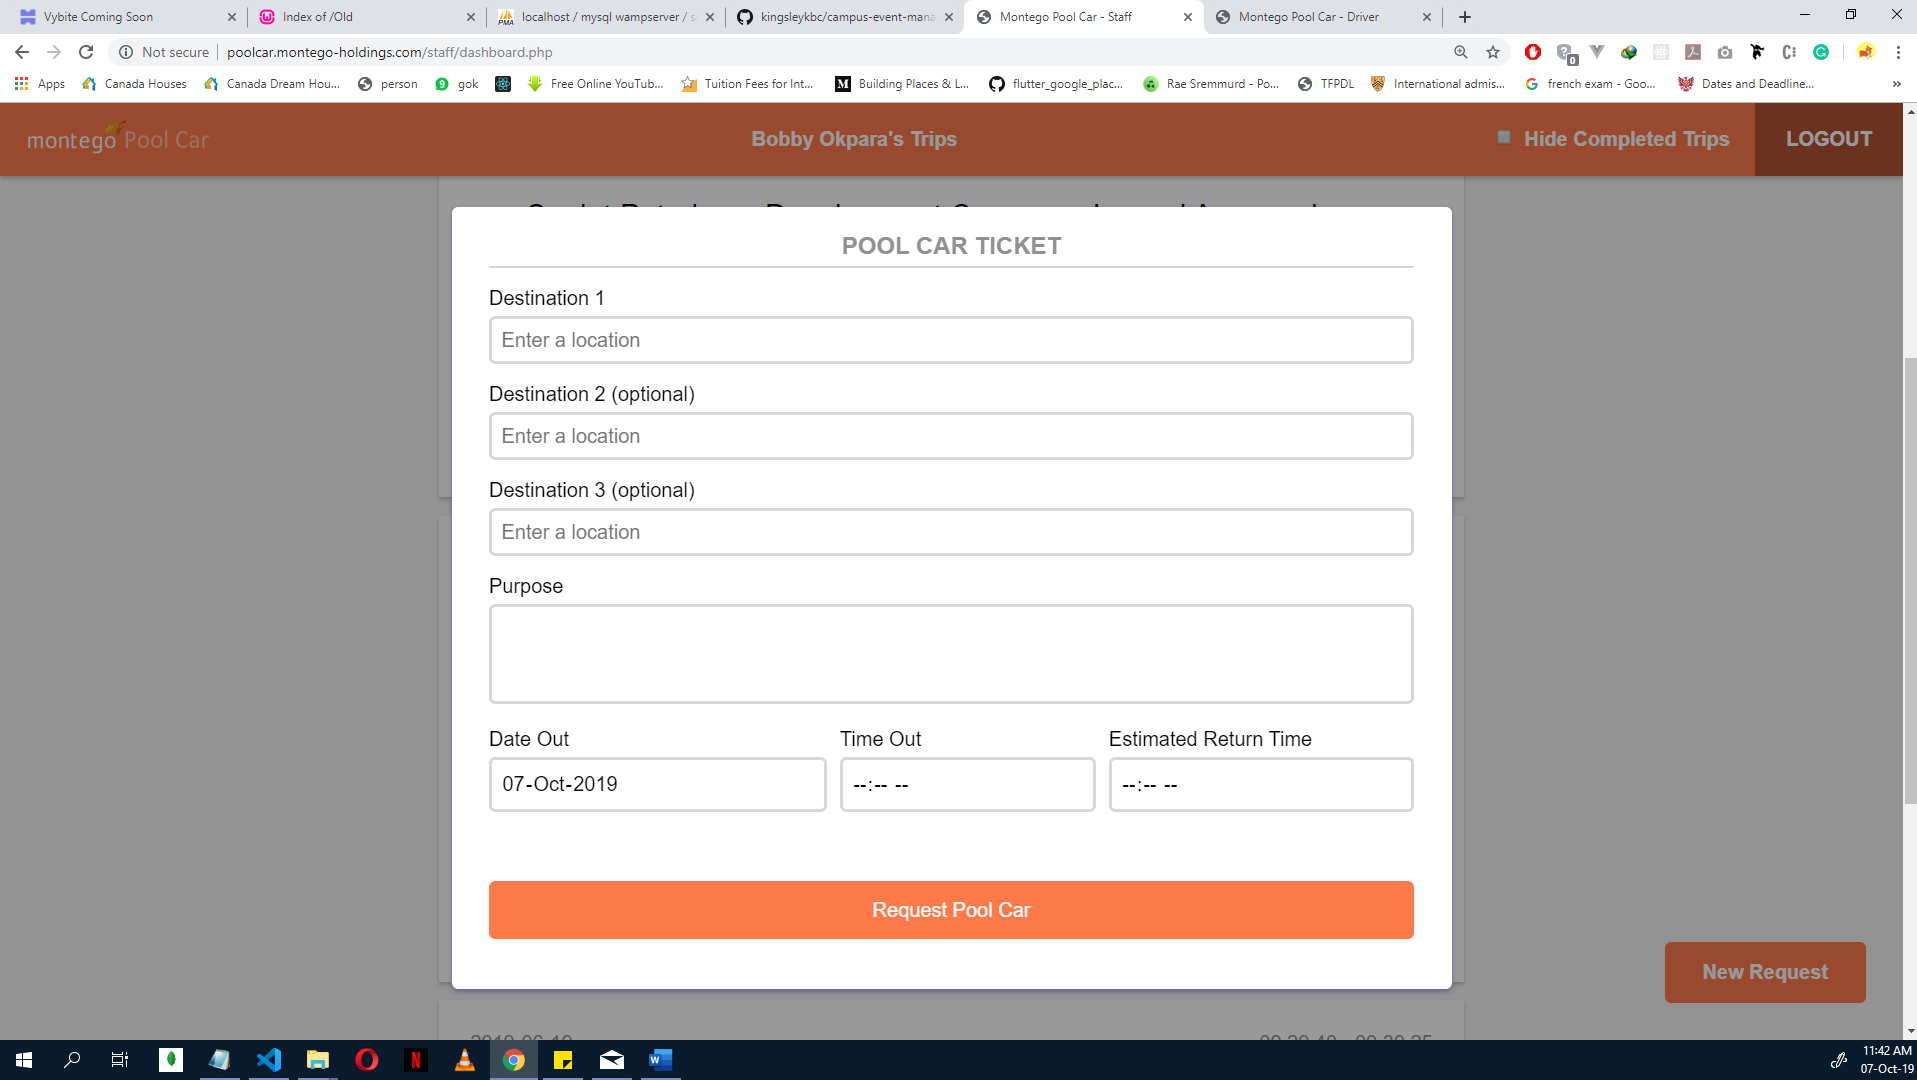 Vybite Coming Soon
Index of /Old
localhost / mysql wampserver / s
kingsleykbc/campus-event-mana
Montego Pool Car - Staff
Montego Pool Car - Driver
Not secure
poolcar.montego-holdings.com/staff/dashboard.php
Apps
Canada Houses
Canada Dream Hou...
person
gok
Free Online YouTub...
Tuition Fees for Int...
Building Places & L...
flutter_google_plac...
Rae Sremmurd - Po...
TFPDL
International admis...
french exam - Goo...
Dates and Deadline...
montego Pool Car
Bobby Okpara's Trips
Hide Completed Trips
LOGOUT
POOL CAR TICKET
Destination 1
Enter a location
Destination 2 (optional)
Enter a location
Destination 3 (optional)
Enter a location
Purpose
Date Out
Time Out
Estimated Return Time
07-Oct-2019
--:-- --
--:-- --
Request Pool Car
New Request
11:42 AM
07-Oct-19